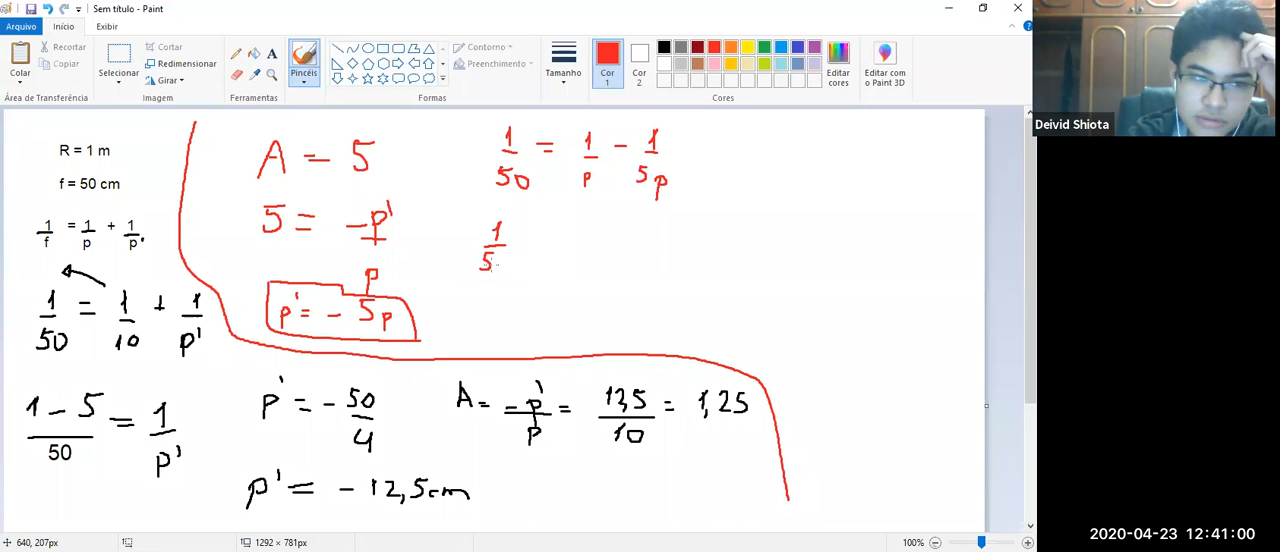 Sem título - Paint
Arquivo Início Exibir
Colar
Recortar
Copiar
Área de Transferência
Selecionar
Cortar
Redimensionar
Girar
Imagem
Ferramentas
Pincéis
Contorno
Preenchimento
Formas
Tamanho
Cor 1
Cor 2
Editar cores
Cores
Editar com o Paint 3D
Deivid Shiota
R = 1 m
f = 50 cm
1/f = 1/p + 1/p'
1/50 = 1/10 + 1/p'
1 - 5/50 = 1/p'
A = 5
5 = -p'/p
p' = - 5p
1/50 = 1/p - 1/5p
1/5
p' = - 50/4
p' = - 12,5cm
A = -p'/p = 12,5/10 = 1,25
640, 207px
1292 × 781px
100%
2020-04-23 12:41:00